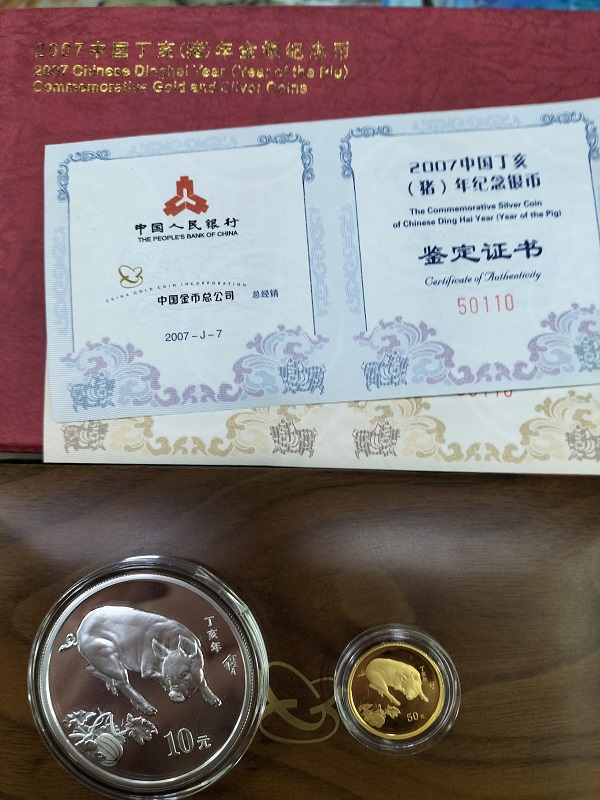 2007中国丁亥(猪)年金银纪念币
2007 Chinese Dinghai Year (Year of the Piu)
Commemorative Gold and Silver Coins
中国人民银行
THE PEOPLE'S BANK OF CHINA
CHINA GOLD COIN INCORPORATION
中国金币总公司
总经销
2007-J-7
2007中国丁亥
（猪）年纪念银币
The Commemorative Silver Coin
of Chinese Ding Hai Year (Year of the Pig)
鉴定证书
Certificate of Authenticity
50110
50110
丁亥年
10元
丁亥年
50元